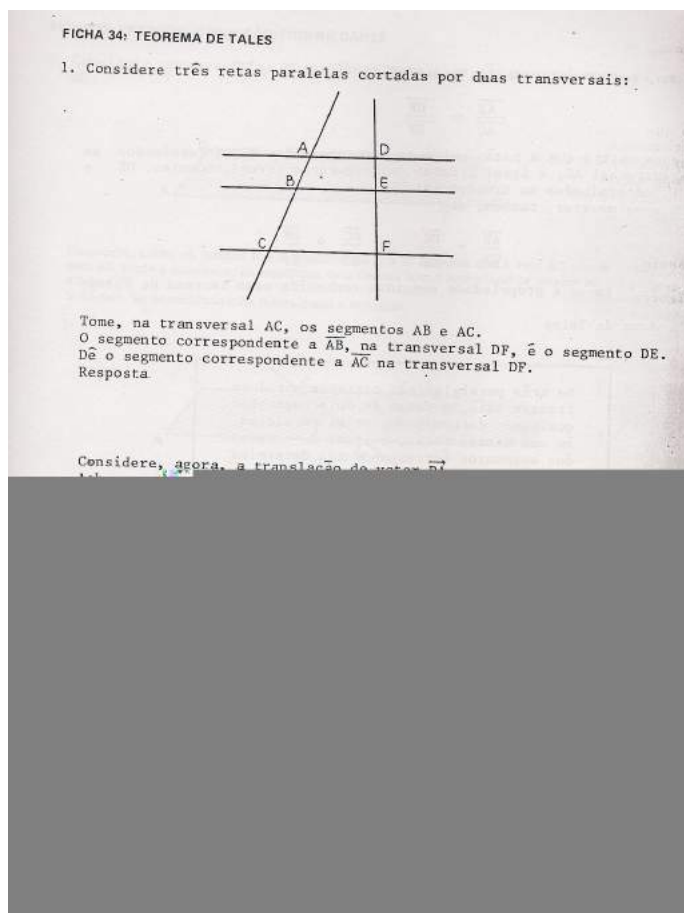 FICHA 34: TEOREMA DE TALES
1. Considere três retas paralelas cortadas por duas transversais:
A D
B E
C F
Tome, na transversal AC, os segmentos AB e AC.
O segmento correspondente a AB, na transversal DF, é o segmento DE.
Dê o segmento correspondente a AC na transversal DF.
Resposta
Considere, agora, a translação de vetor